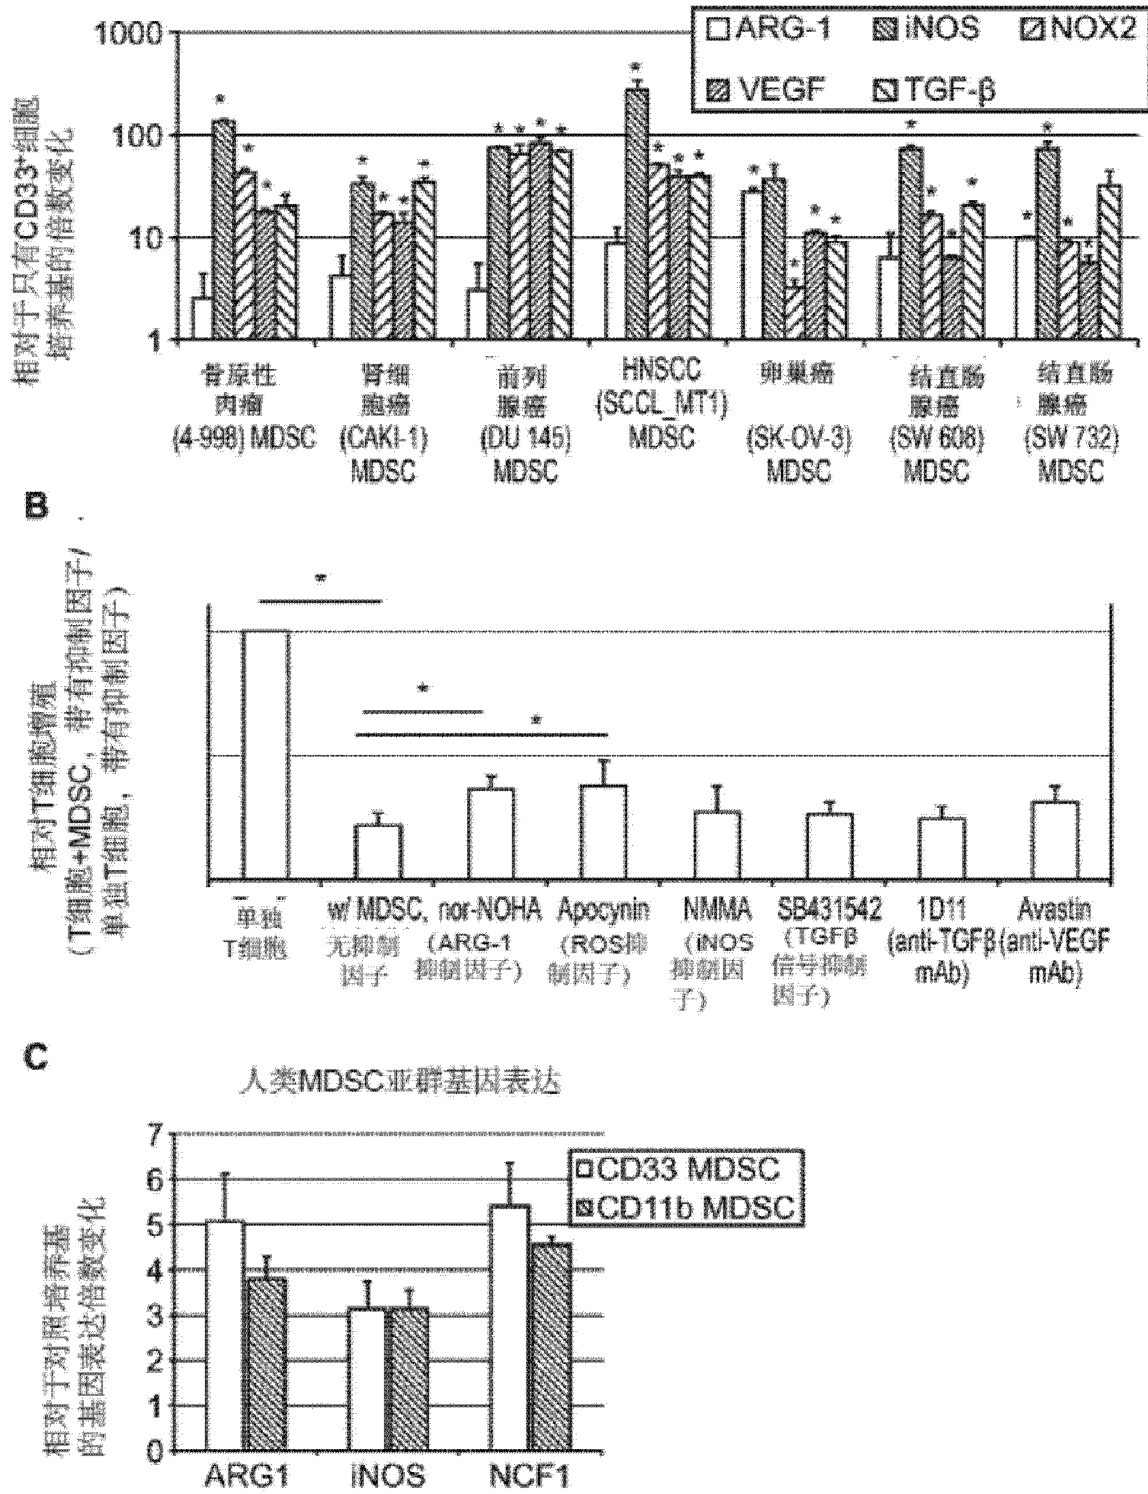 ARG-1 iNOS NOX2
VEGF TGF-β
相对于只有CD33⁺细胞
培养基的倍数变化
1000
100
10
1
* * * * * * * * * * * * * * * * * * * * * * * * * * *
骨原性
肉瘤
(4-998) MDSC
肾细
胞癌
(CAKI-1)
MDSC
前列
腺癌
(DU 145)
MDSC
HNSCC
(SCCL_MT1)
MDSC
卵巢癌
(SK-OV-3)
MDSC
结直肠
腺癌
(SW 608)
MDSC
结直肠
腺癌
(SW 732)
MDSC
B
相对T细胞增殖
(T细胞+MDSC, 带有抑制因子/
单独T细胞, 带有抑制因子)
*
*
*
单独
T细胞
w/ MDSC,
无抑制
因子
nor-NOHA
(ARG-1
抑制因子)
Apocynin
(ROS抑
制因子)
NMMA
(iNOS
抑制因
子)
SB431542
(TGFβ
信号抑制
因子)
1D11
(anti-TGFβ
mAb)
Avastin
(anti-VEGF
mAb)
C
人类MDSC亚群基因表达
相对于对照培养基
的基因表达倍数变化
7
6
5
4
3
2
1
0
CD33 MDSC
CD11b MDSC
ARG1 iNOS NCF1